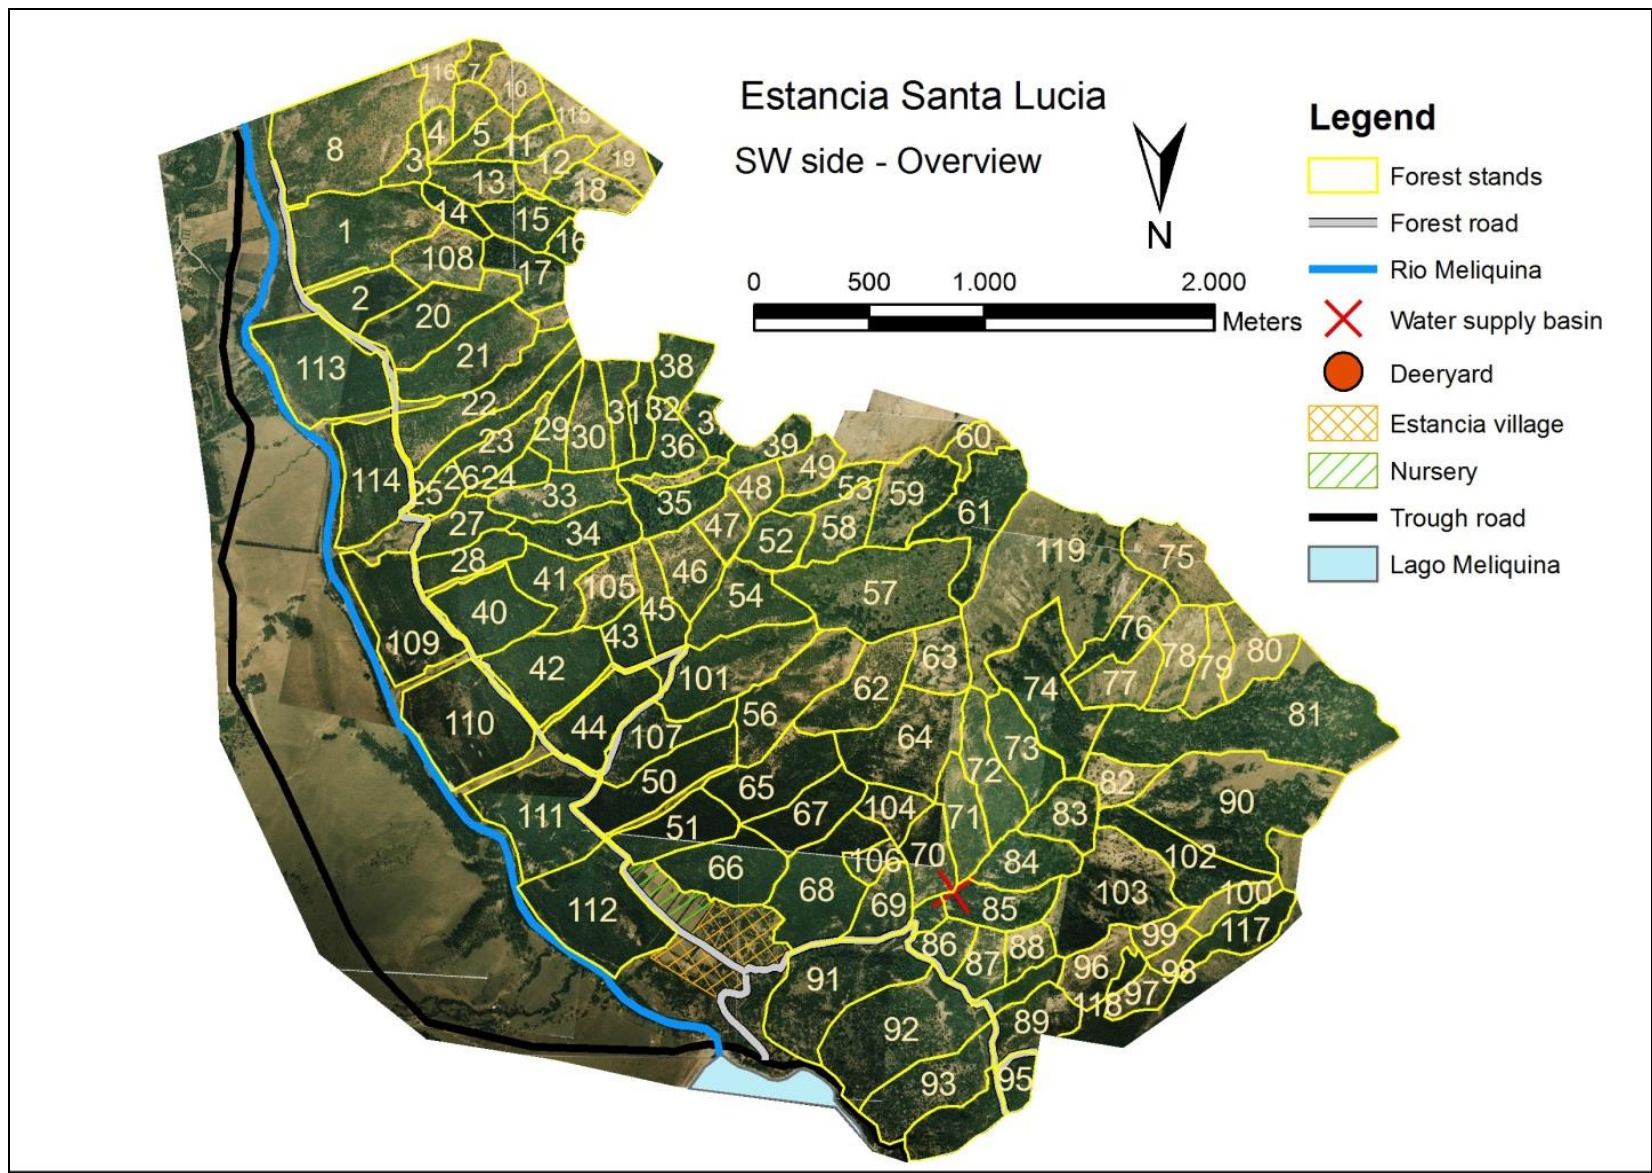 Estancia Santa Lucia
SW side - Overview
N
0 500 1.000 2.000
Meters
Legend
Forest stands
Forest road
Rio Meliquina
Water supply basin
Deeryard
Estancia village
Nursery
Trough road
Lago Meliquina
116 7
10
115
8 4 5 11
3 12 19
13 18
14 15
1 16
108 17
2 20
113 21
38
22 31 32
29 30 37
23 36 39
60
114 26 24 49
25 33 48 53 59
35
27 34 47 58 61
28 52
119 75
41 105 46
40 45 54 57
109 43 76
42 101 63 78 79 80
62 74 77
110 44 56 81
107 64 73
50 65 72 82
111 67 104 71 83 90
51
66 106 70 84 102
68 103 100
112 69 85
86 88 99 117
87 96 98
91 97
118
92 89
93 95